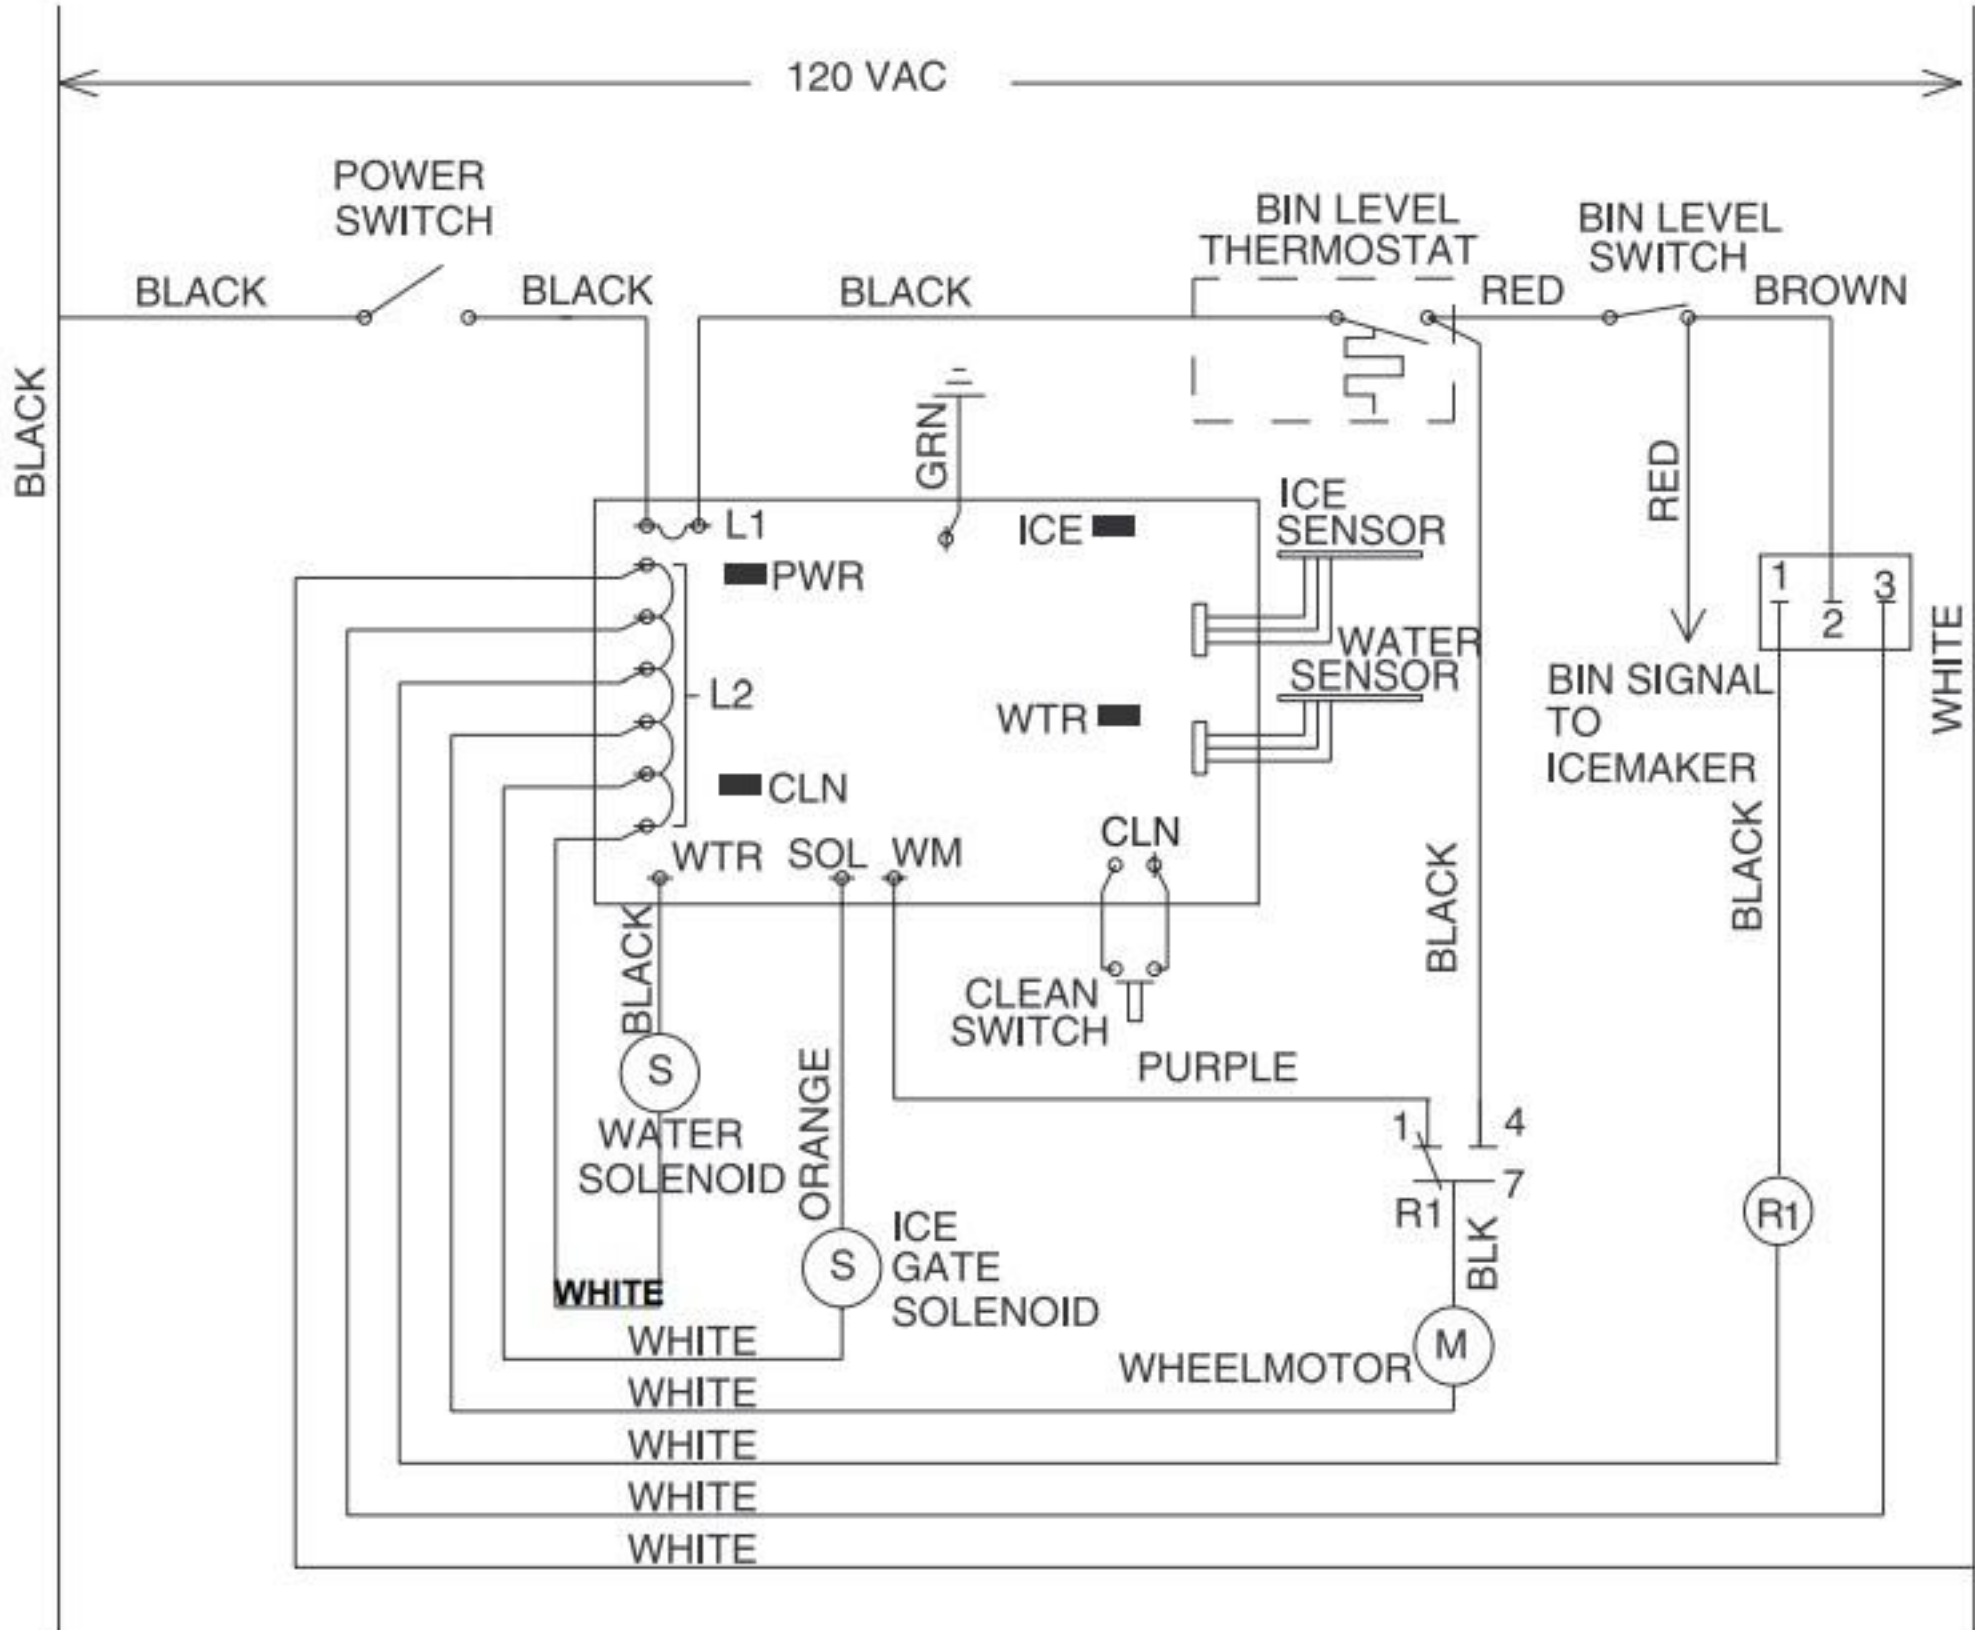 120 VAC
POWER
SWITCH
BIN LEVEL
THERMOSTAT
BIN LEVEL
SWITCH
BLACK
BLACK
BLACK
RED
BROWN
BLACK
GRN
RED
L1
ICE
ICE
SENSOR
PWR
1
2
3
WHITE
WATER
SENSOR
L2
WTR
BIN SIGNAL
TO
ICEMAKER
CLN
CLN
WTR
SOL
WM
BLACK
BLACK
BLACK
CLEAN
SWITCH
S
PURPLE
WATER
SOLENOID
ORANGE
1
4
7
R1
R1
BLK
ICE
GATE
SOLENOID
S
WHITE
WHITE
WHEELMOTOR
M
WHITE
WHITE
WHITE
WHITE